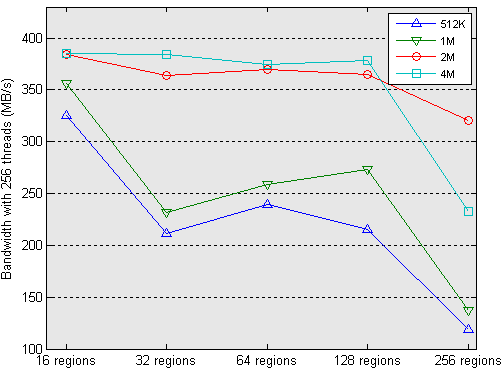 400
350
300
250
200
150
100
Bandwidth with 256 threads (MB/s)
512K
1M
2M
4M
16 regions
32 regions
64 regions
128 regions
256 regions